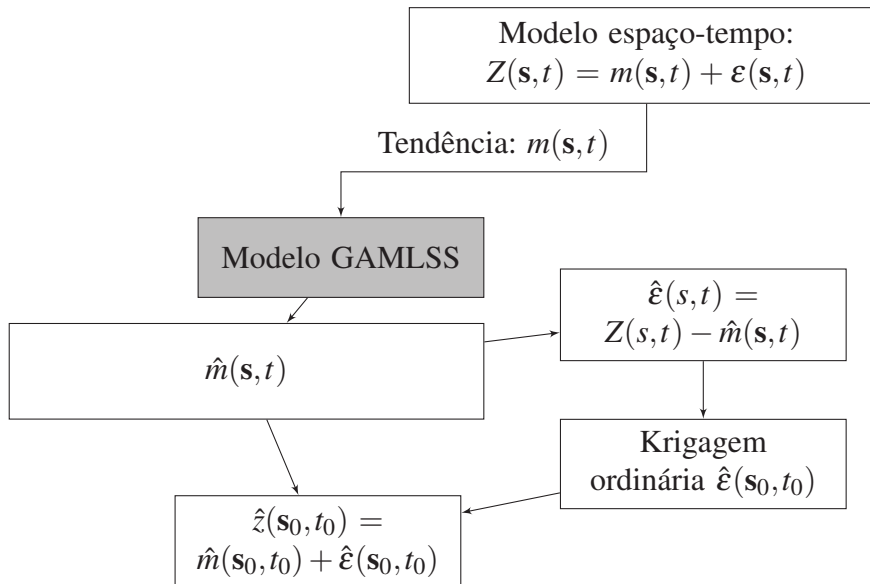 Modelo espaço-tempo:
Z(s,t) = m(s,t) + ε(s,t)
Tendência: m(s,t)
Modelo GAMLSS
m̂(s,t)
ε̂(s,t) =
Z(s,t) − m̂(s,t)
Krigagem
ordinária ε̂(s₀,t₀)
ẑ(s₀,t₀) =
m̂(s₀,t₀) + ε̂(s₀,t₀)